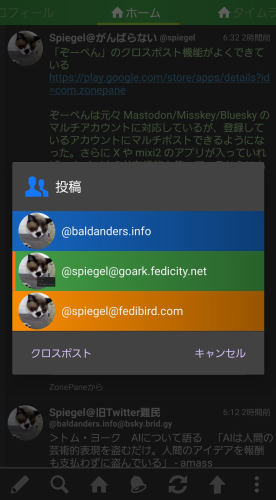 ロフィール
ホーム
タイムラ
Spiegel@がんばらない @spiegel 6:32 2時間前
「ぞーぺん」のクロスポスト機能がよくできて
いる
https://play.google.com/store/apps/details?id
=com.zonepane
ぞーぺんは元々 Mastodon/Misskey/Bluesky の
マルチアカウントに対応しているが、登録して
いるアカウントにマルチポストできるようになっ
た。さらに X や mixi2 のアプリが入っていれ
投稿
@baldanders.info
@spiegel@goark.fedicity.net
@spiegel@fedibird.com
クロスポスト
キャンセル
ZonePaneから
Spiegel@旧Twitter難民 6:12 2時間前
@baldanders.info@bsky.brid.gy
＞トム・ヨーク　AIについて語る　「AIは人間の
芸術的表現を盗むだけ。人間のアイデアを報酬
も支払わずに盗んでいる」 - amass